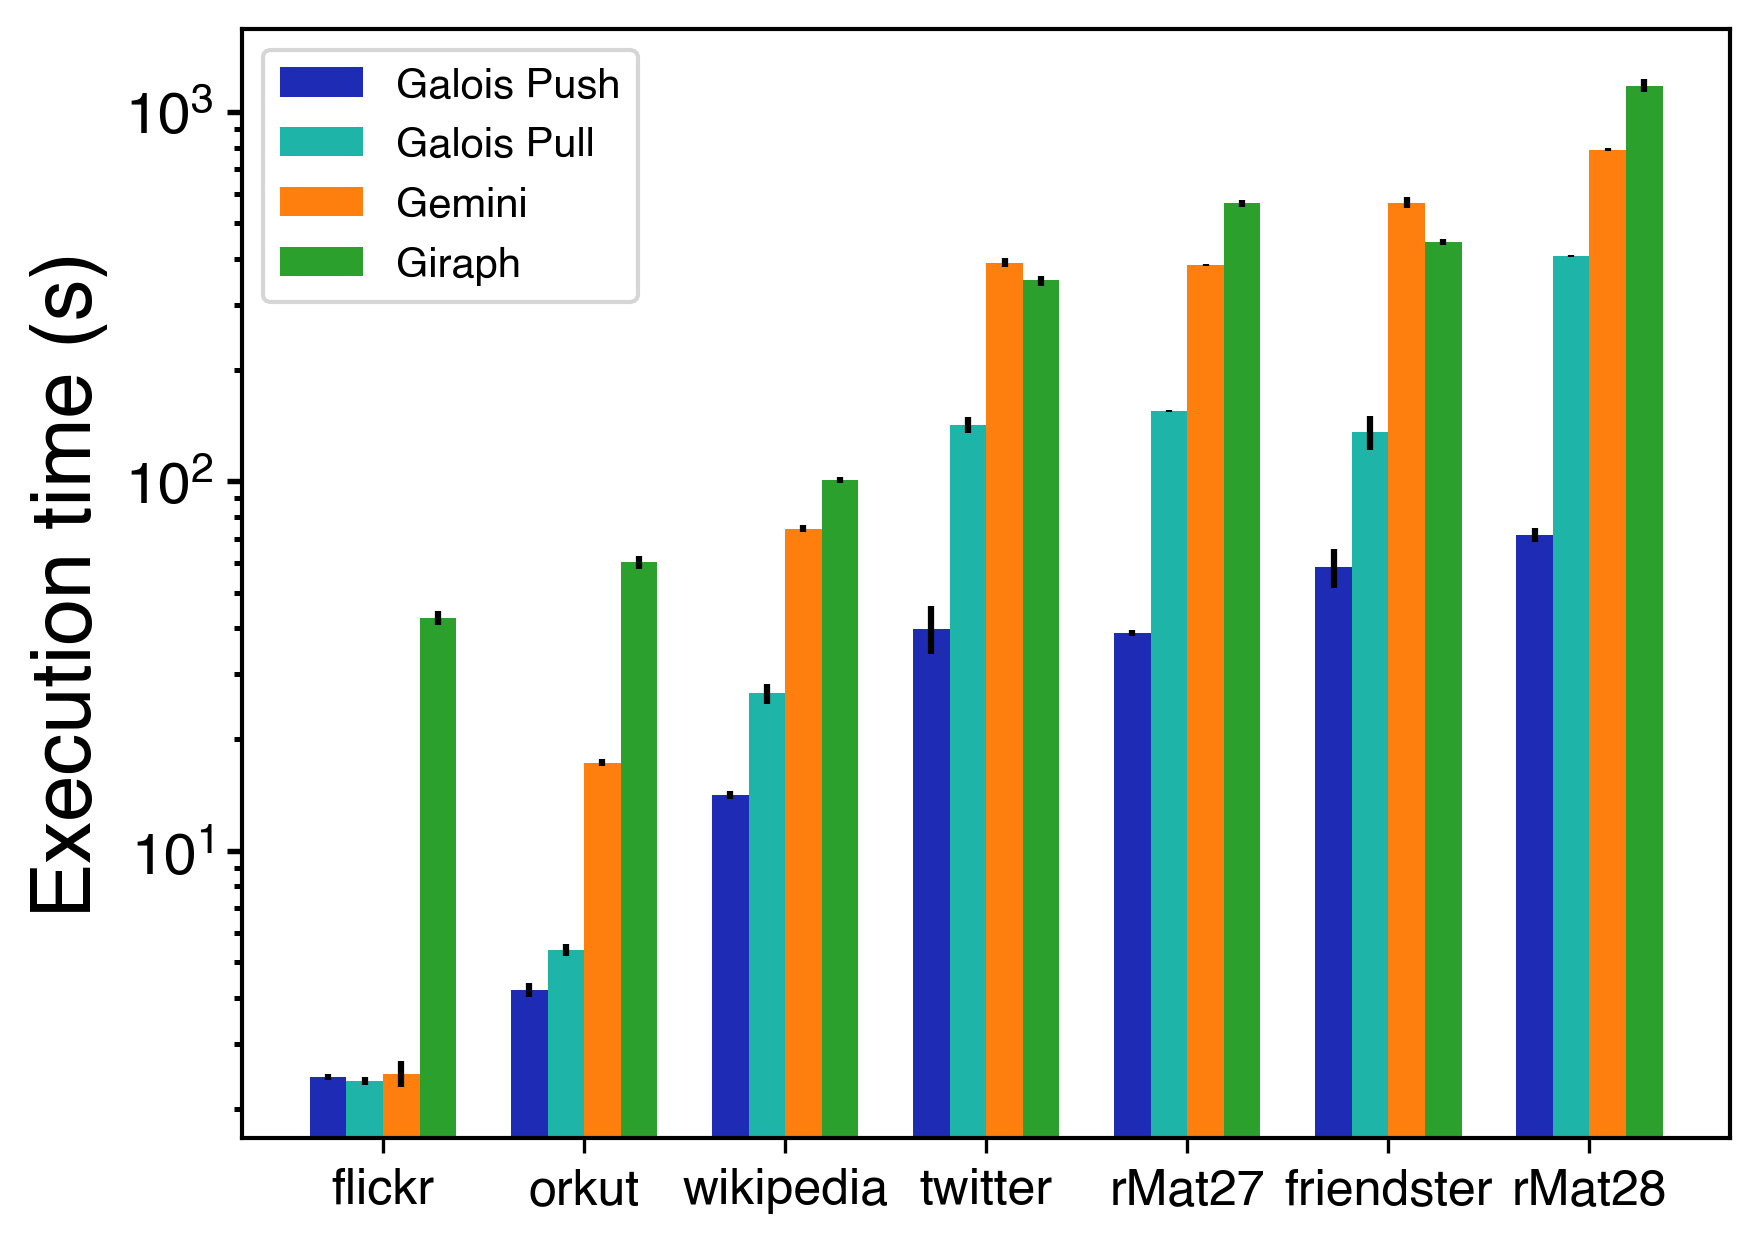 Execution time (s)
10³
10²
10¹
Galois Push
Galois Pull
Gemini
Giraph
flickr orkut wikipedia twitter rMat27 friendster rMat28